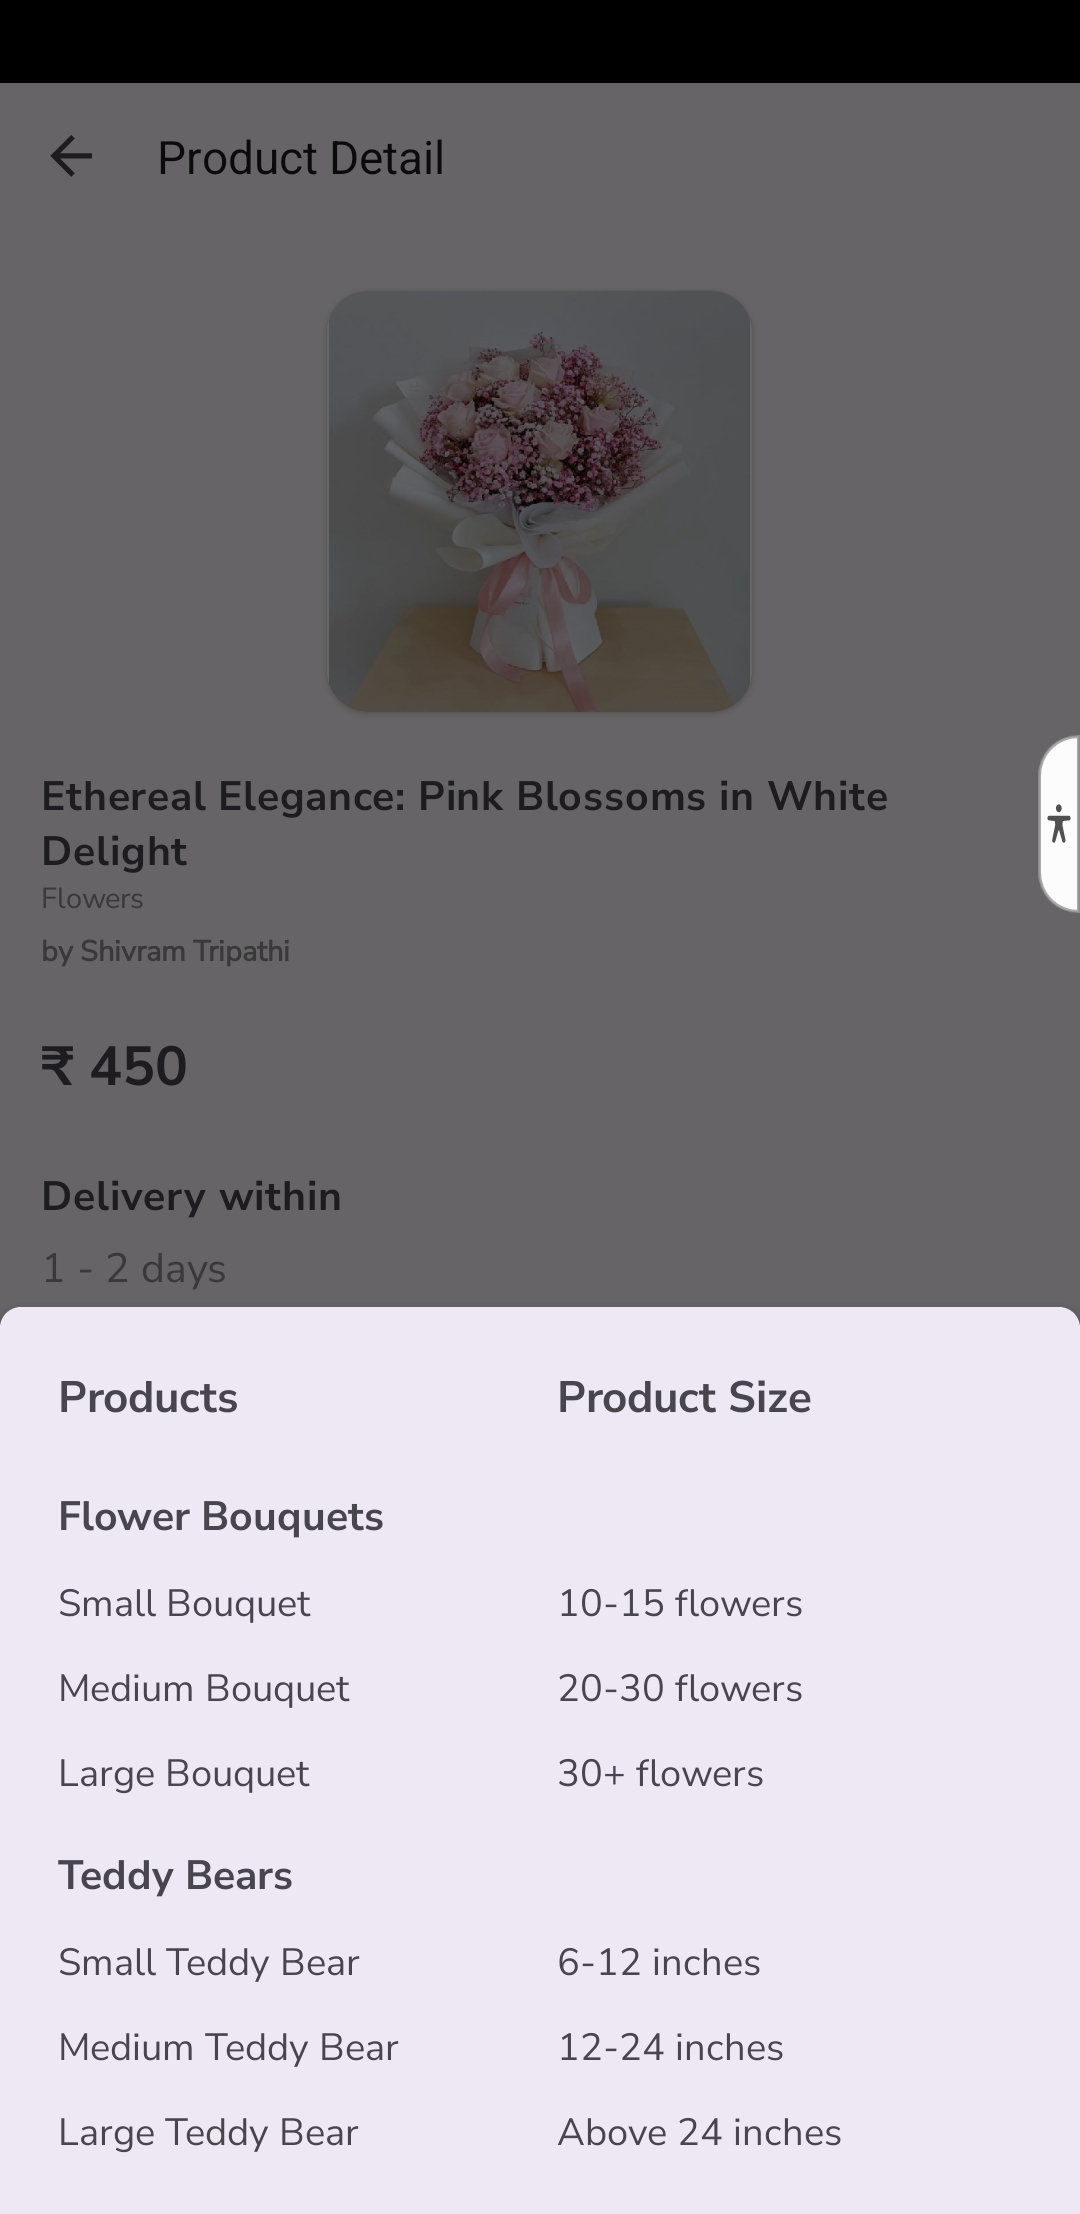 Product Detail
Ethereal Elegance: Pink Blossoms in White
Delight
Flowers
by Shivram Tripathi
₹ 450
Delivery within
1 - 2 days
Products Product Size
Flower Bouquets
Small Bouquet 10-15 flowers
Medium Bouquet 20-30 flowers
Large Bouquet 30+ flowers
Teddy Bears
Small Teddy Bear 6-12 inches
Medium Teddy Bear 12-24 inches
Large Teddy Bear Above 24 inches